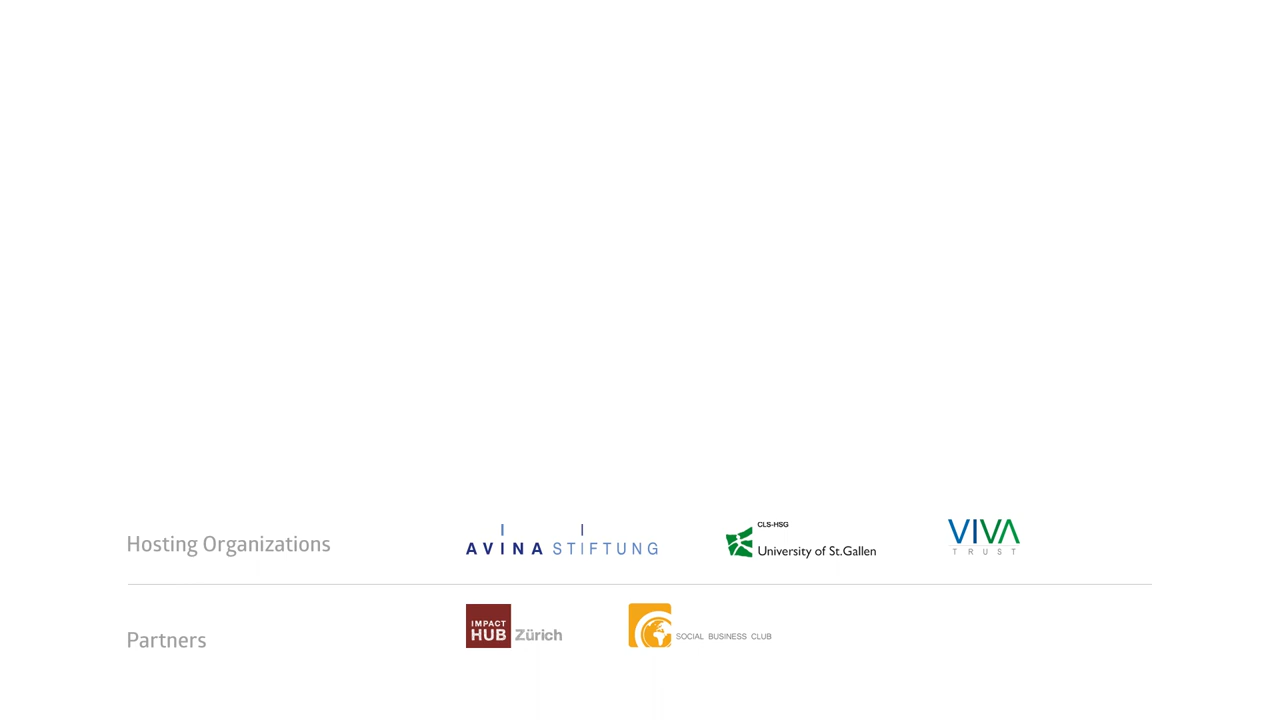 Hosting Organizations
AVINA STIFTUNG
CLS-HSG
University of St.Gallen
VIVA
TRUST
Partners
IMPACT
HUB Zürich
SOCIAL BUSINESS CLUB